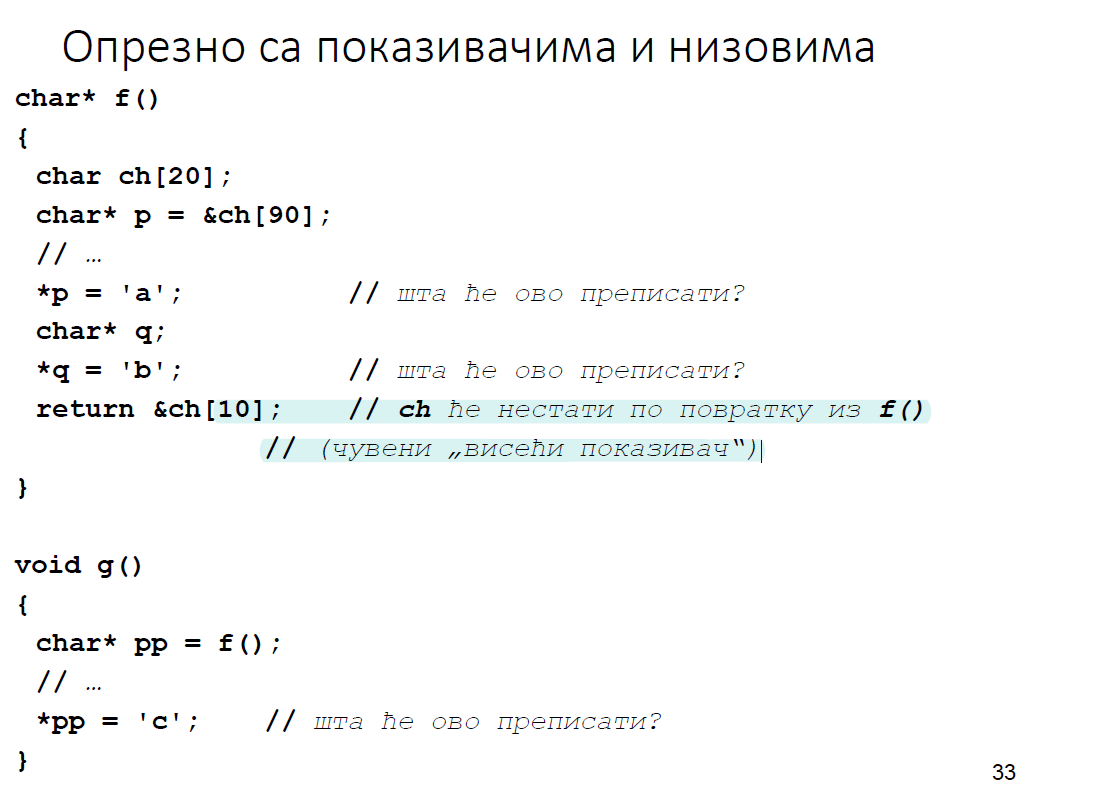 Опрезно са показивачима и низовима
char* f()
{
char ch[20];
char* p = &ch[90];
// …
*p = 'a'; // шта ће ово преписати?
char* q;
*q = 'b'; // шта ће ово преписати?
return &ch[10]; // ch ће нестати по повратку из f()
// (чувени „висећи показивач“)
}
void g()
{
char* pp = f();
// …
*pp = 'c'; // шта ће ово преписати?
}
33